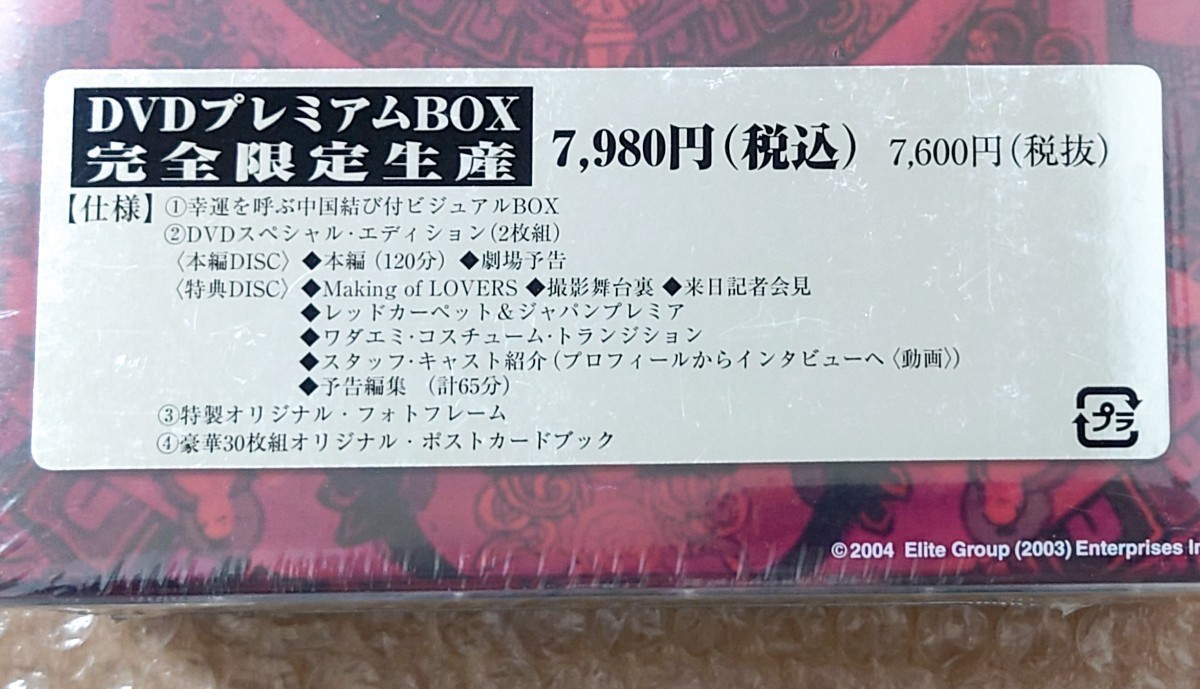 DVDプレミアムBOX
完全限定生産
7,980円(税込) 7,600円(税抜)
【仕様】①幸運を呼ぶ中国結び付ビジュアルBOX
②DVDスペシャル・エディション(2枚組)
〈本編DISC〉◆本編(120分) ◆劇場予告
〈特典DISC〉◆Making of LOVERS ◆撮影舞台裏 ◆来日記者会見
◆レッドカーペット&ジャパンプレミア
◆ワダエミ・コスチューム・トランジション
◆スタッフ・キャスト紹介(プロフィールからインタビューへ〈動画〉)
◆予告編集 (計65分)
③特製オリジナル・フォトフレーム
④豪華30枚組オリジナル・ポストカードブック
プラ
©2004 Elite Group (2003) Enterprises